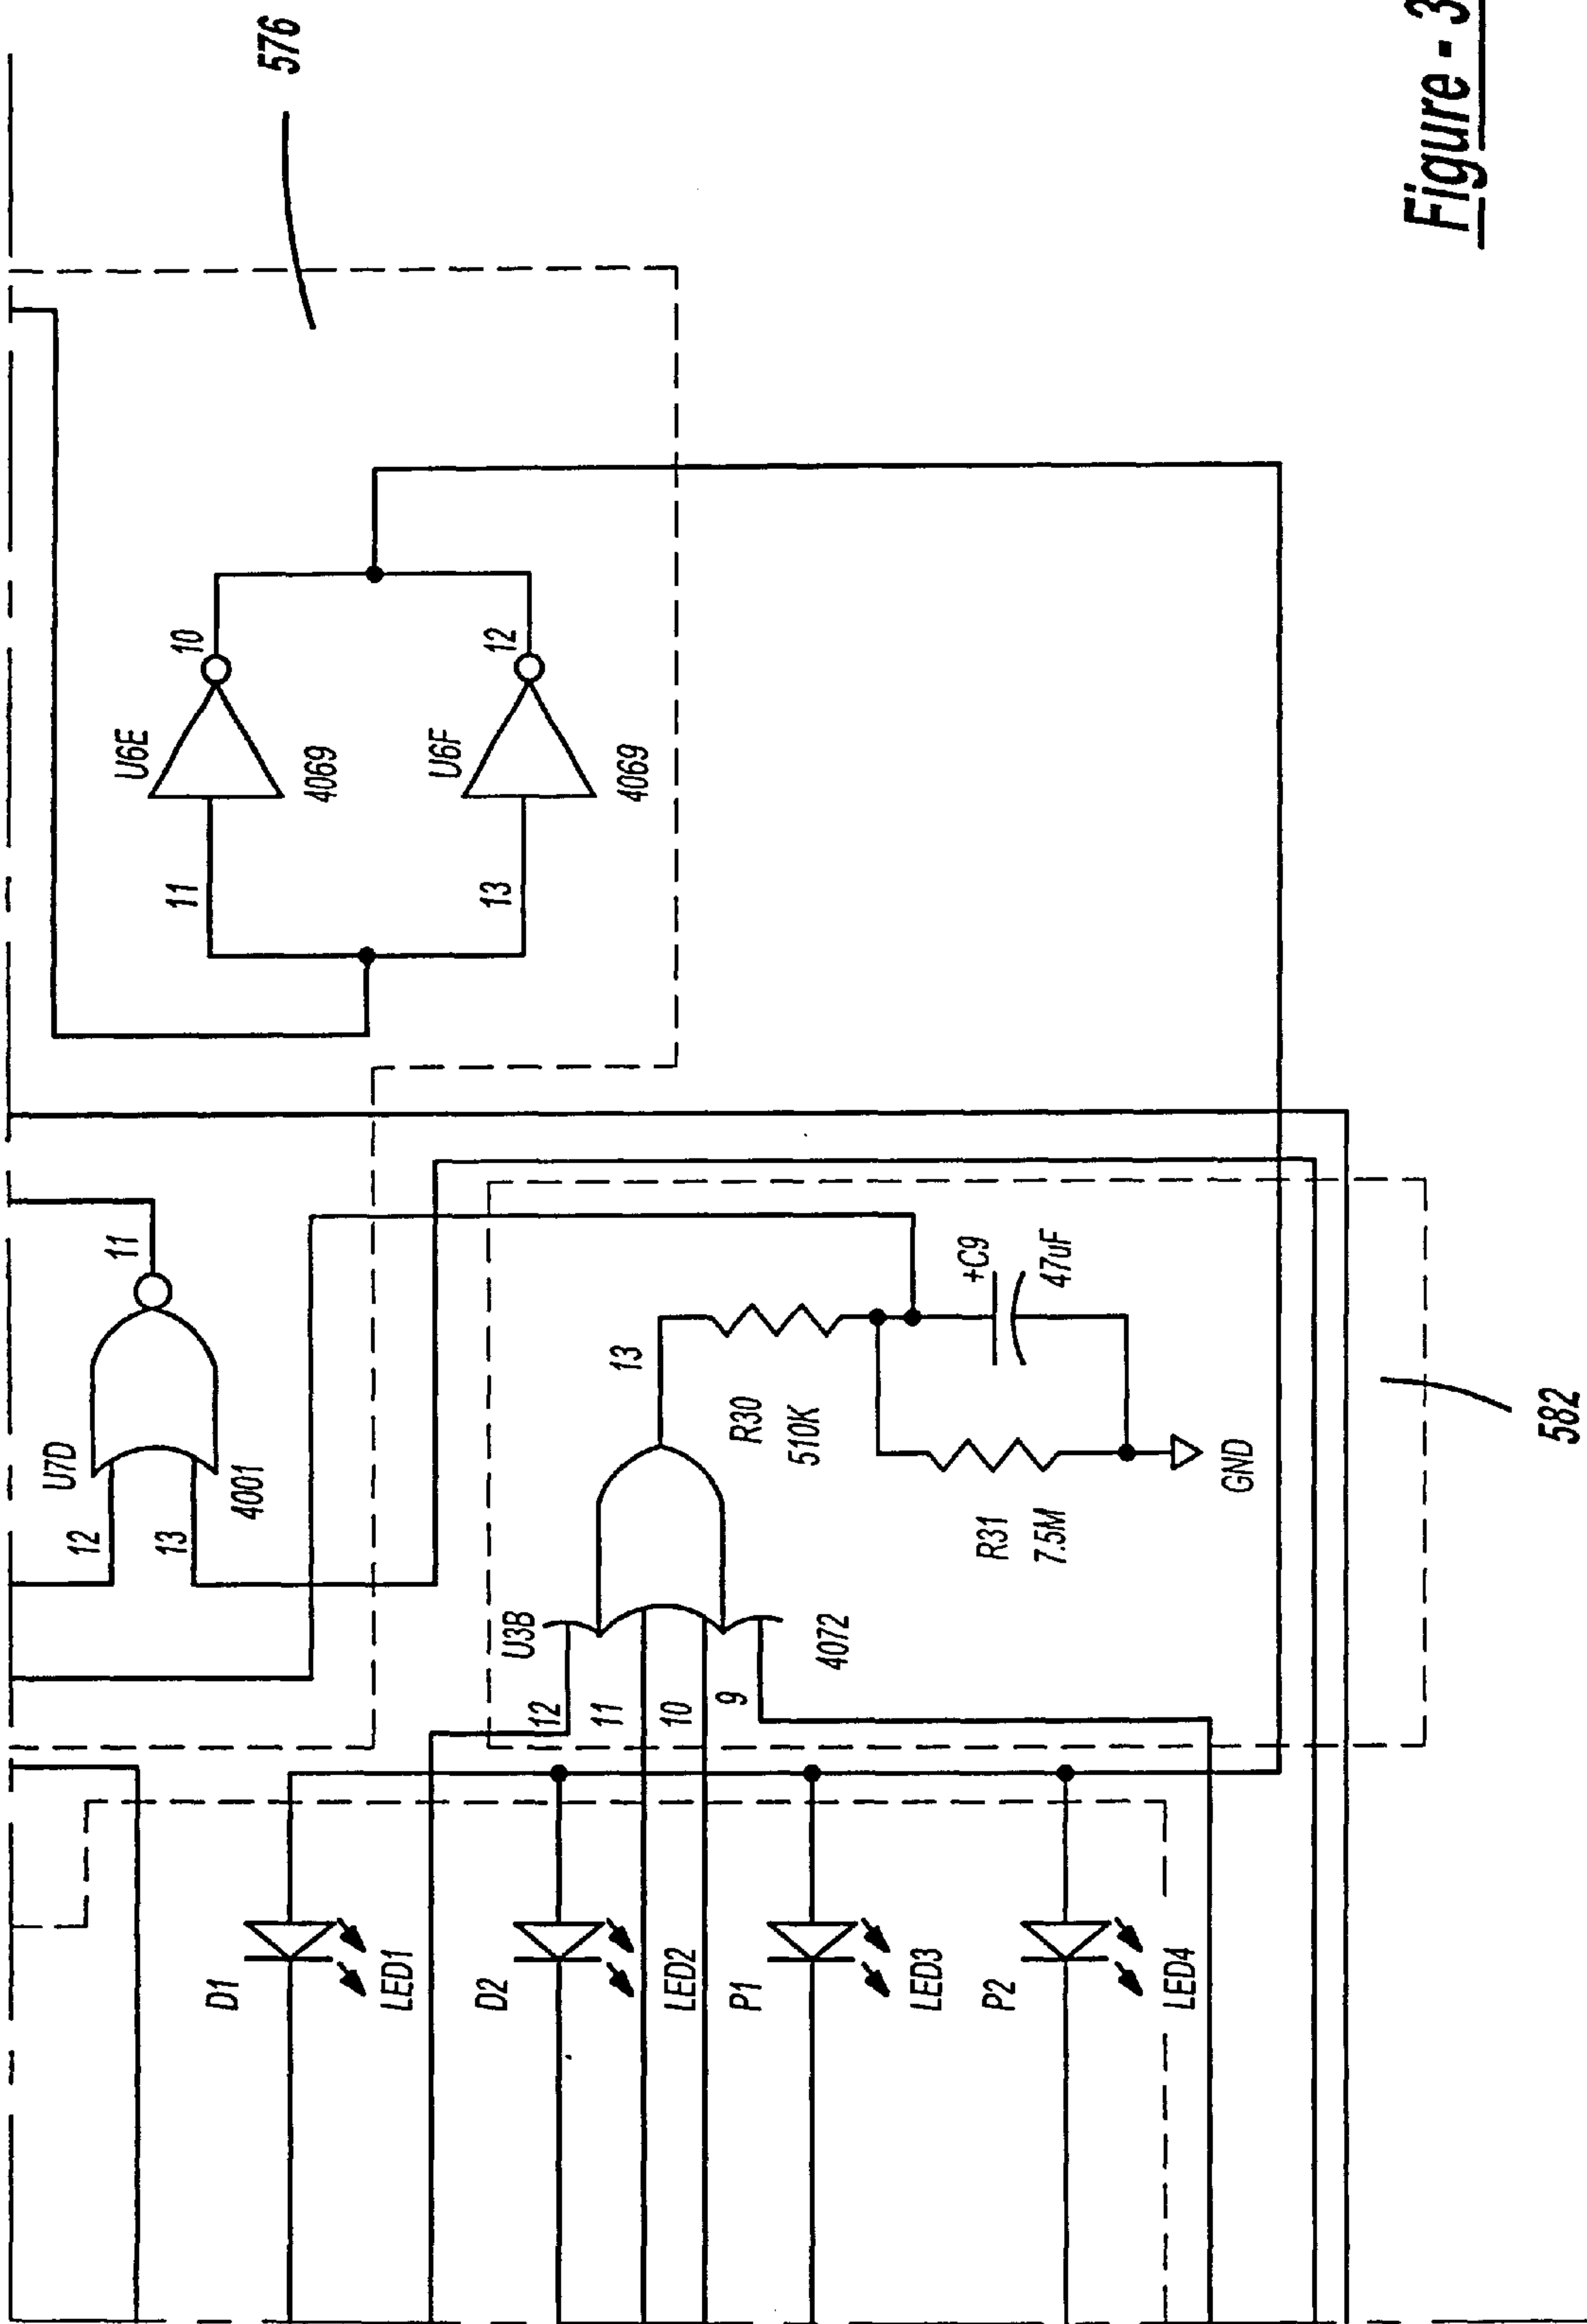 576
U6E
10
11
4069
U6F
12
13
4069
U7D
11
12
13
4001
U3B
12
11
10
9
4072
13
R30
510K
+C9
47uF
R31
7.5M
GND
582
D1
LED1
D2
LED2
P1
LED3
P2
LED4
Figure - 3